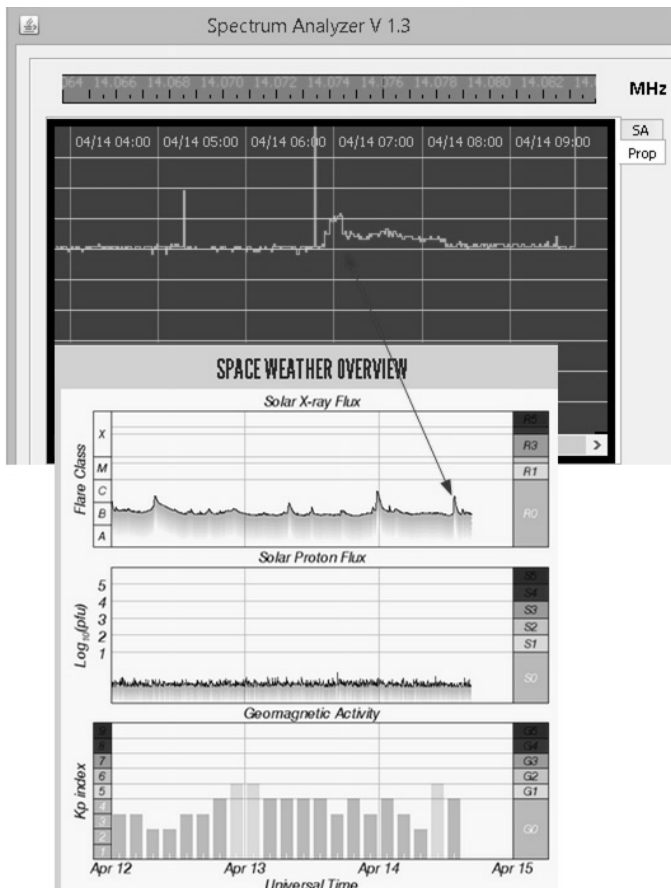 Spectrum Analyzer V 1.3
064 14.066 14.068 14.070 14.072 14.074 14.076 14.078 14.080 14.082 14.0
MHz
SA
Prop
04/14 04:00 04/14 05:00 04/14 06:00 04/14 07:00 04/14 08:00 04/14 09:00
SPACE WEATHER OVERVIEW
Solar X-ray Flux
Flare Class
X
M
C
B
A
R5
R3
R1
R0
Solar Proton Flux
Log₁₀(pfu)
5
4
3
2
1
S5
S4
S3
S2
S1
S0
Geomagnetic Activity
Kp index
9
8
7
6
5
4
3
2
1
G5
G4
G3
G2
G1
G0
Apr 12 Apr 13 Apr 14 Apr 15
Universal Time